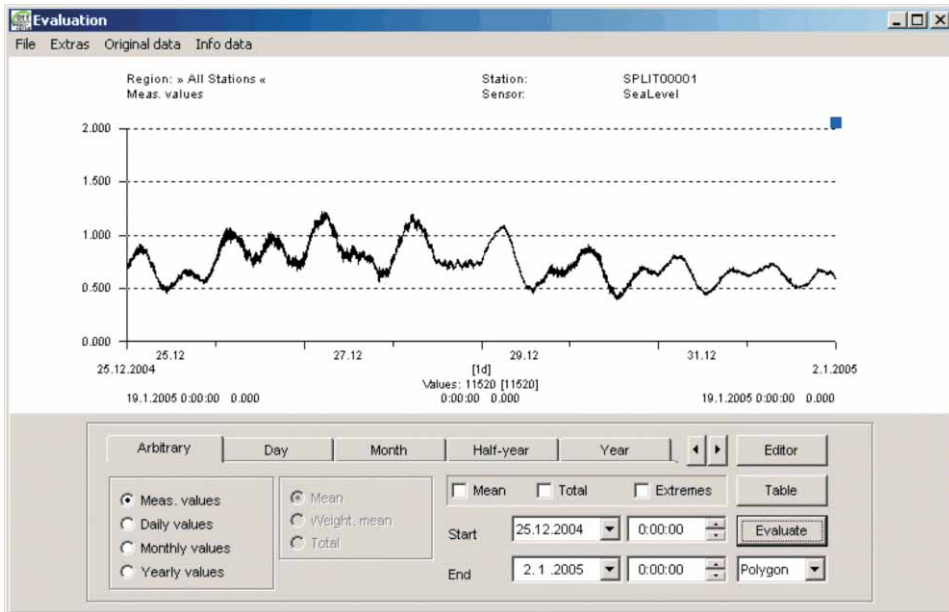 Evaluation
File Extras Original data Info data
Region: » All Stations « Station: SPLIT00001
Meas. values Sensor: SeaLevel
2.000
1.500
1.000
0.500
0.000
25.12 27.12 29.12 31.12
25.12.2004 [1d] 2.1.2005
Values: 11520 [11520]
19.1.2005 0:00:00 0.000 0:00:00 0.000 19.1.2005 0:00:00 0.000
Arbitrary Day Month Half-year Year Editor
Mean Total Extremes Table
Meas. values Mean
Daily values Weight. mean Start 25.12.2004 0:00:00 Evaluate
Monthly values Total
Yearly values End 2. 1 .2005 0:00:00 Polygon